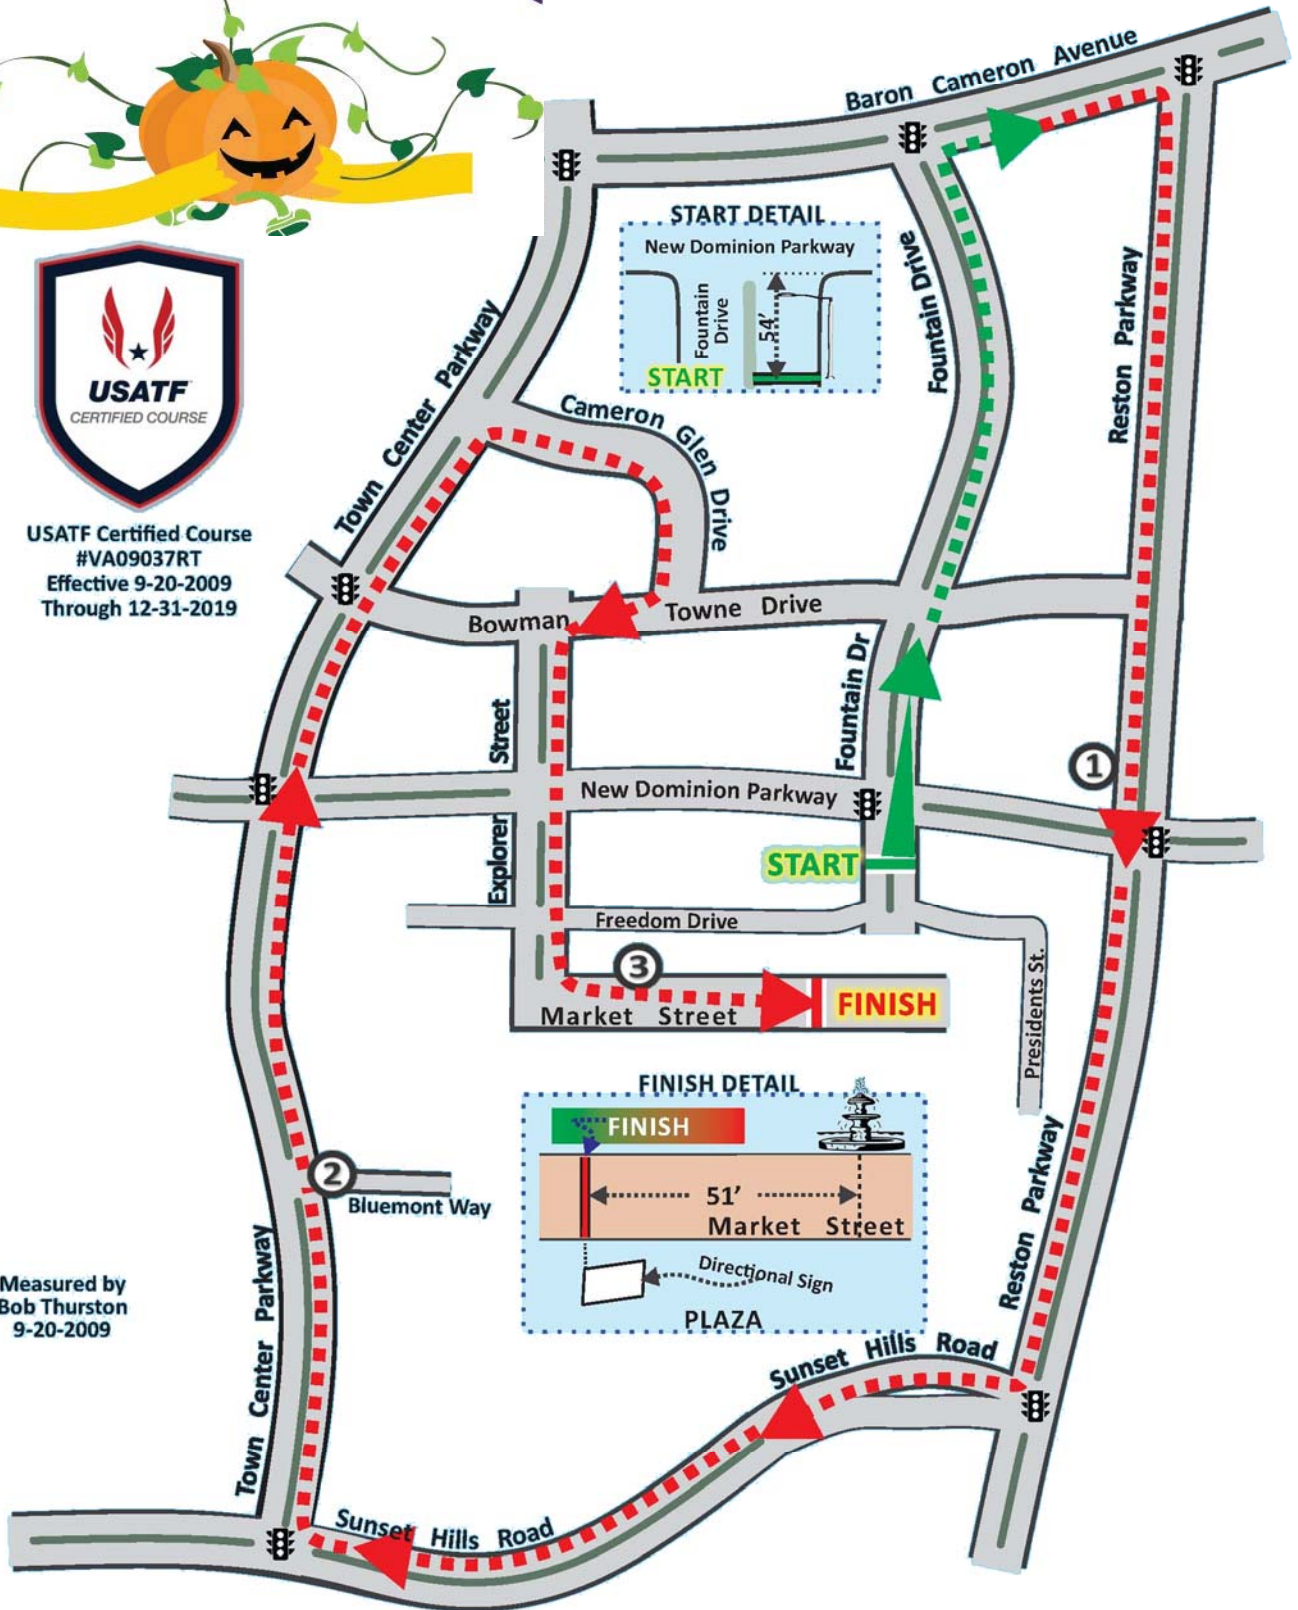 Baron Cameron Avenue
START DETAIL
New Dominion Parkway
Fountain
Drive
54'
START
Fountain Drive
Reston Parkway
USATF
CERTIFIED COURSE
Town Center Parkway
Cameron Glen Drive
USATF Certified Course
#VA09037RT
Effective 9-20-2009
Through 12-31-2019
Bowman Towne Drive
Fountain Dr
Explorer Street
1
New Dominion Parkway
START
Freedom Drive
3
FINISH
Market Street
Presidents St.
FINISH DETAIL
FINISH
51’
Market Street
Directional Sign
PLAZA
2
Bluemont Way
Reston Parkway
Town Center Parkway
Measured by
Bob Thurston
9-20-2009
Sunset Hills Road
Sunset Hills Road